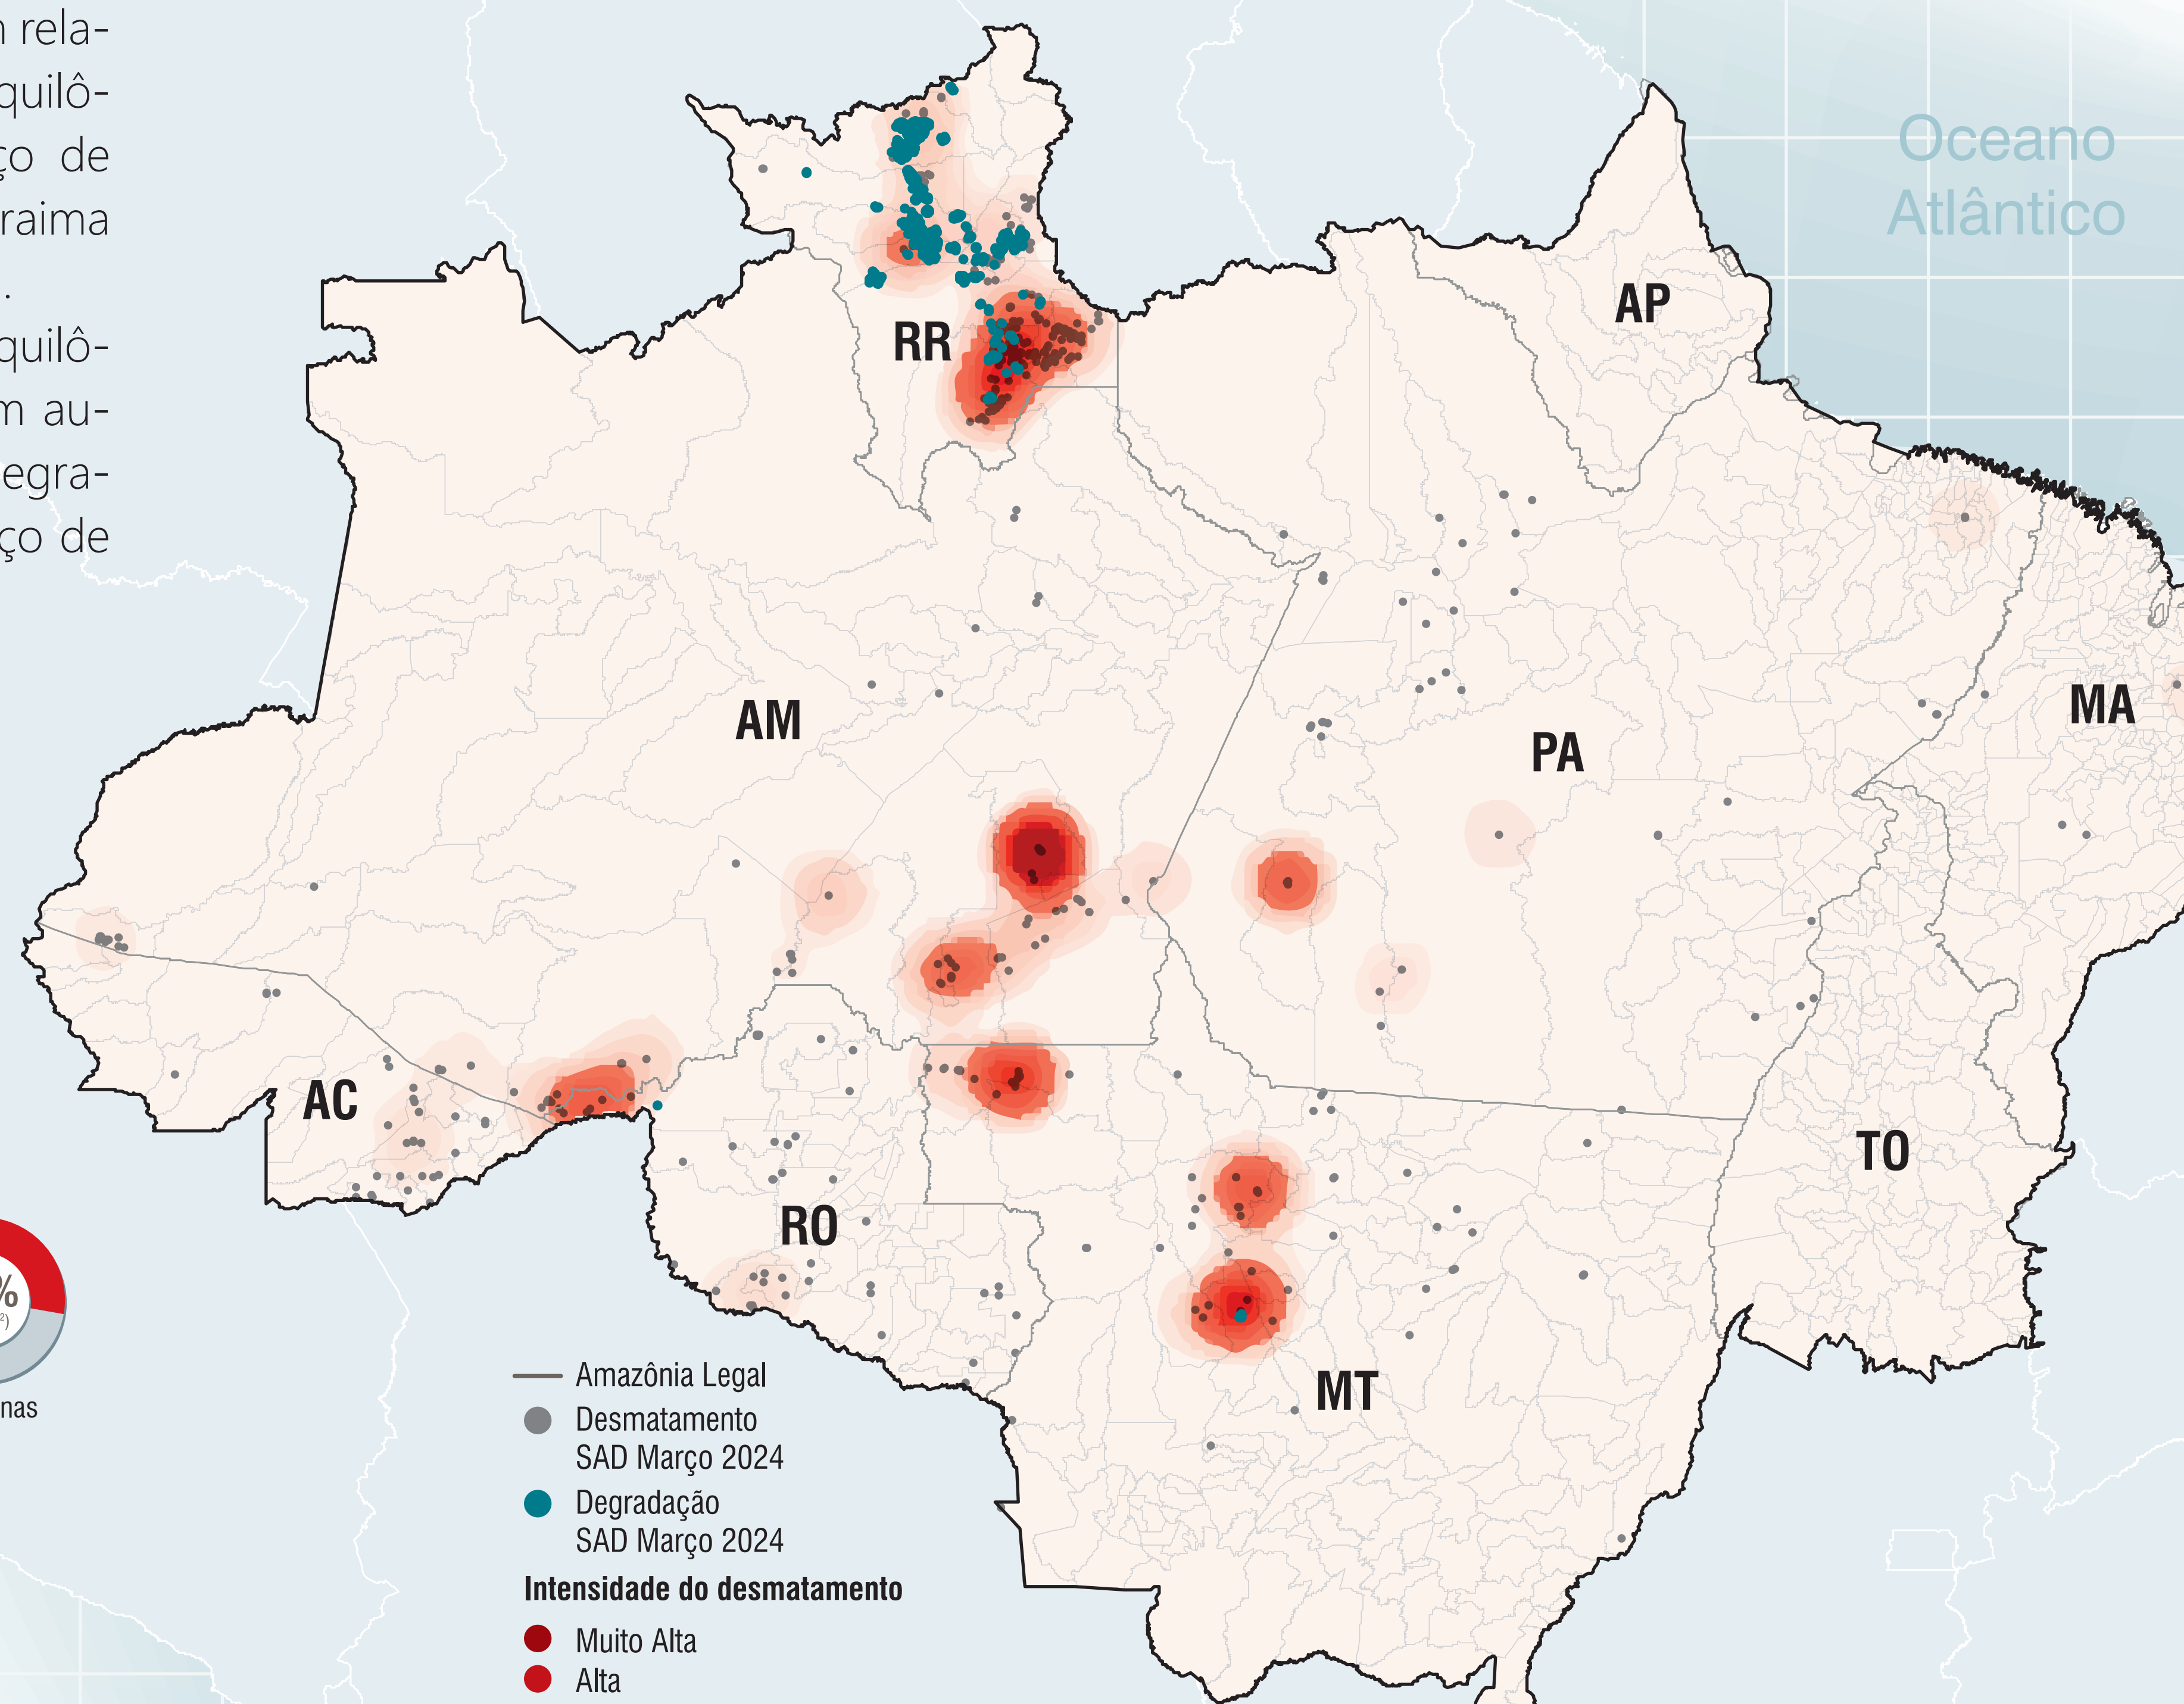 rela-
quilô-
de
raima
.
quilô-
au-
egra-
ço de
%
nas
Oceano
Atlântico
RR
AP
AM
PA
MA
AC
RO
TO
MT
Amazônia Legal
Desmatamento
SAD Março 2024
Degradação
SAD Março 2024
Intensidade do desmatamento
Muito Alta
Alta